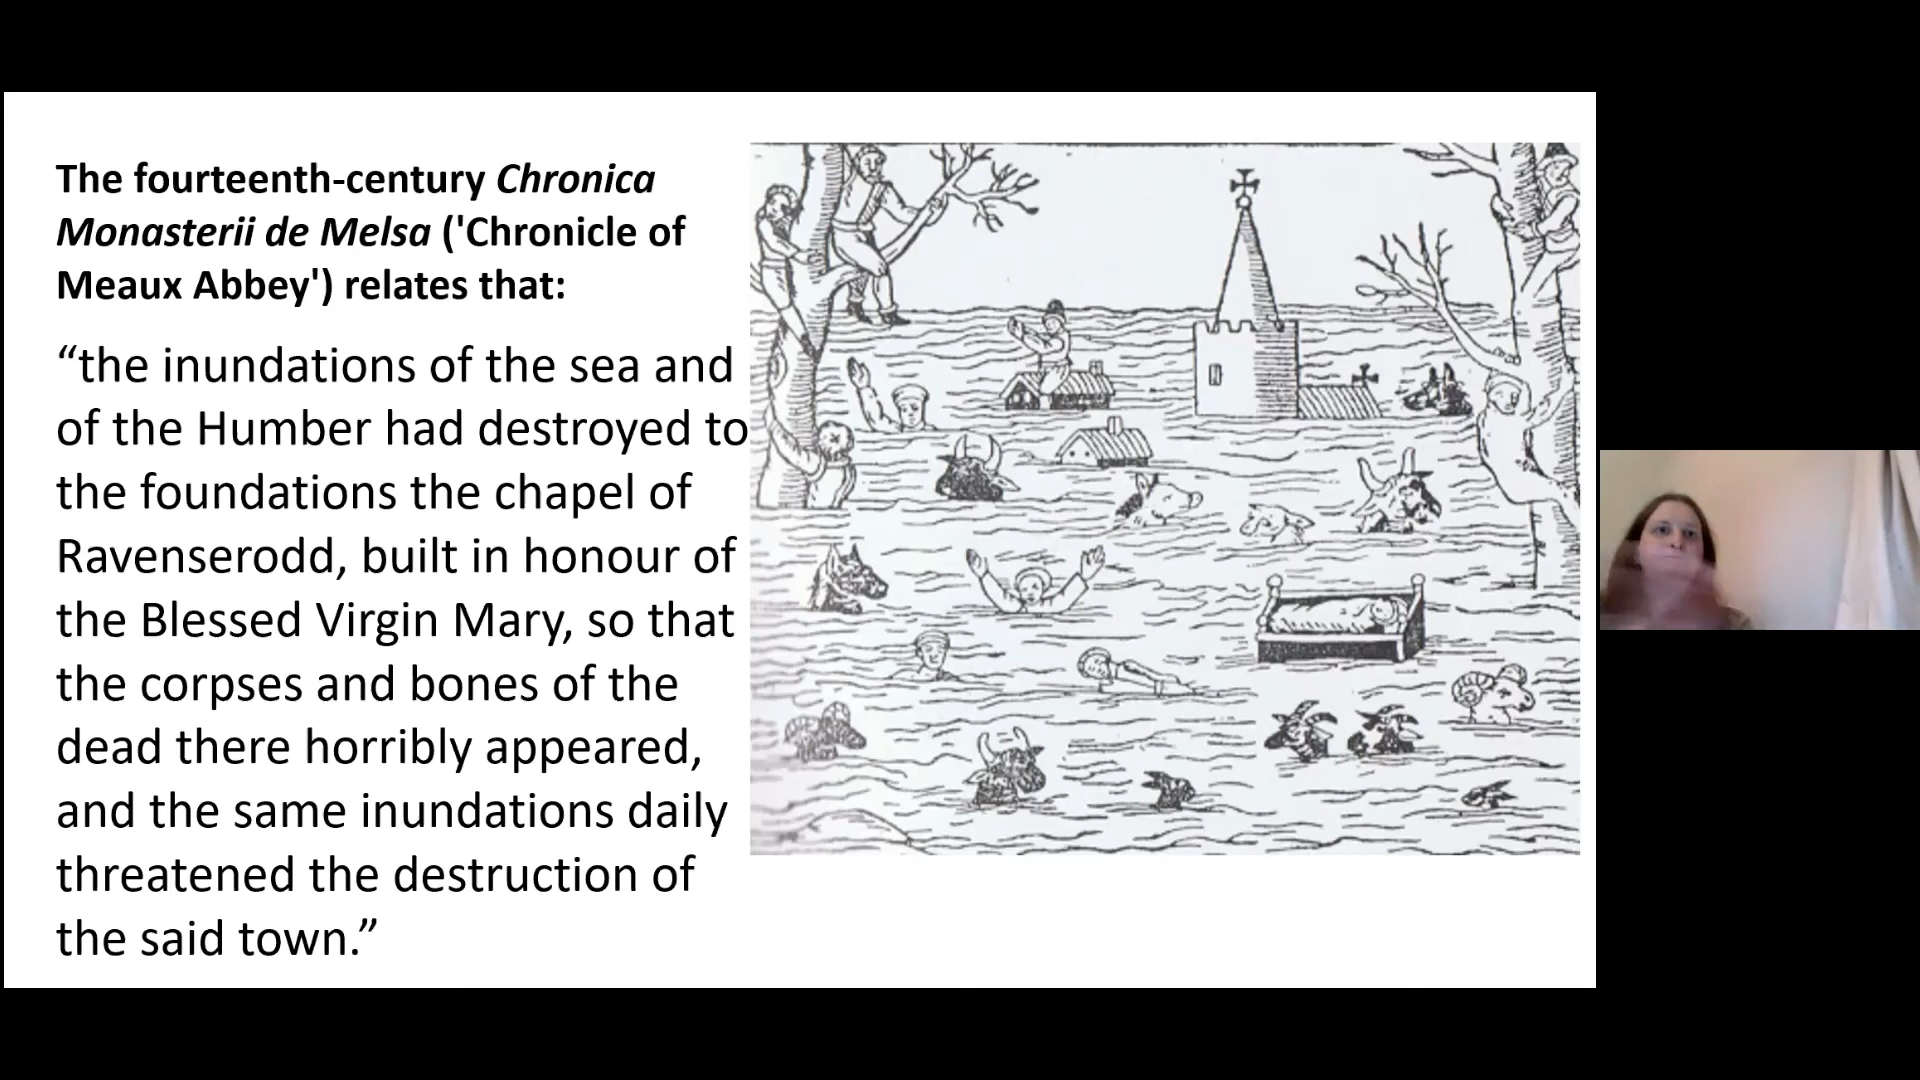 The fourteenth-century Chronica
Monasterii de Melsa ('Chronicle of
Meaux Abbey') relates that:
“the inundations of the sea and
of the Humber had destroyed to
the foundations the chapel of
Ravenserodd, built in honour of
the Blessed Virgin Mary, so that
the corpses and bones of the
dead there horribly appeared,
and the same inundations daily
threatened the destruction of
the said town.”